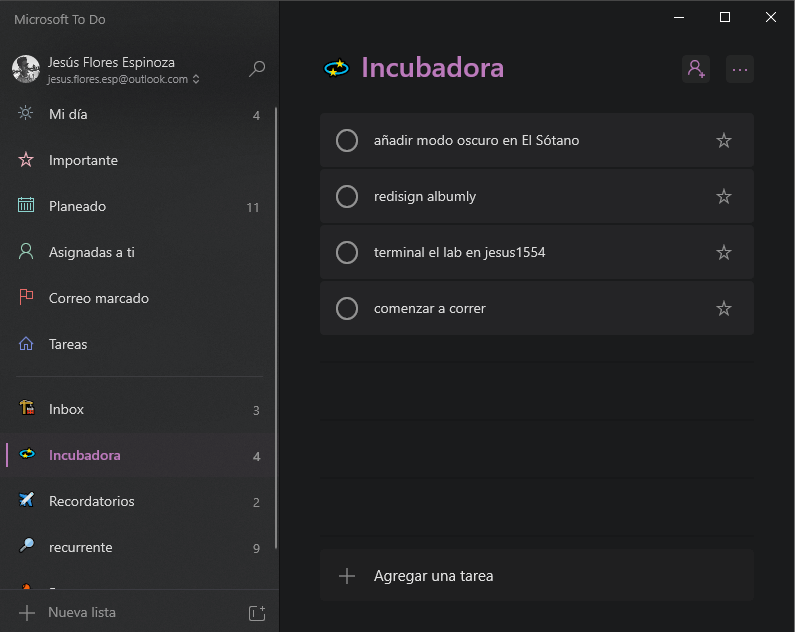 Microsoft To Do
Jesús Flores Espinoza
jesus.flores.esp@outlook.com
Mi día 4
Importante
Planeado 11
Asignadas a ti
Correo marcado
Tareas
Inbox 3
Incubadora 4
Recordatorios 2
recurrente 9
Nueva lista
Incubadora
añadir modo oscuro en El Sótano
redisign albumly
terminal el lab en jesus1554
comenzar a correr
Agregar una tarea